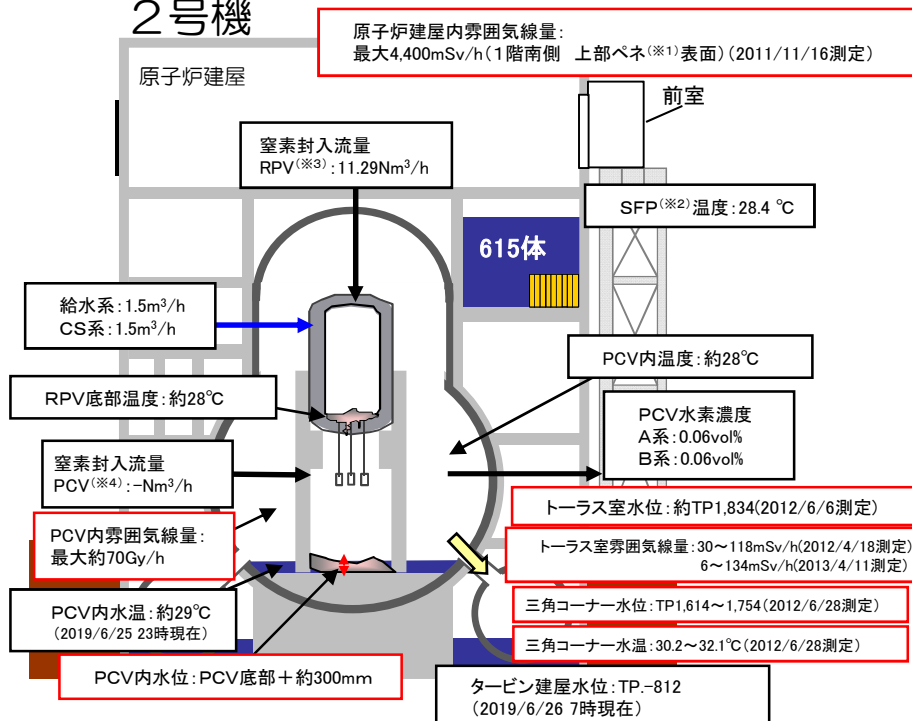 2号機
原子炉建屋内雰囲気線量:
最大4,400mSv/h(1階南側 上部ペネ(※1)表面)(2011/11/16測定)
原子炉建屋
前室
窒素封入流量
RPV(※3):11.29Nm³/h
SFP(※2)温度:28.4 ℃
615体
給水系:1.5m³/h
CS系:1.5m³/h
PCV内温度:約28℃
RPV底部温度:約28℃
PCV水素濃度
A系:0.06vol%
B系:0.06vol%
窒素封入流量
PCV(※4):-Nm³/h
トーラス室水位:約TP1,834(2012/6/6測定)
PCV内雰囲気線量:
最大約70Gy/h
トーラス室雰囲気線量:30~118mSv/h(2012/4/18測定)
6~134mSv/h(2013/4/11測定)
PCV内水温:約29℃
(2019/6/25 23時現在)
三角コーナー水位:TP1,614~1,754(2012/6/28測定)
三角コーナー水温:30.2~32.1℃(2012/6/28測定)
PCV内水位:PCV底部+約300mm
タービン建屋水位:TP.-812
(2019/6/26 7時現在)